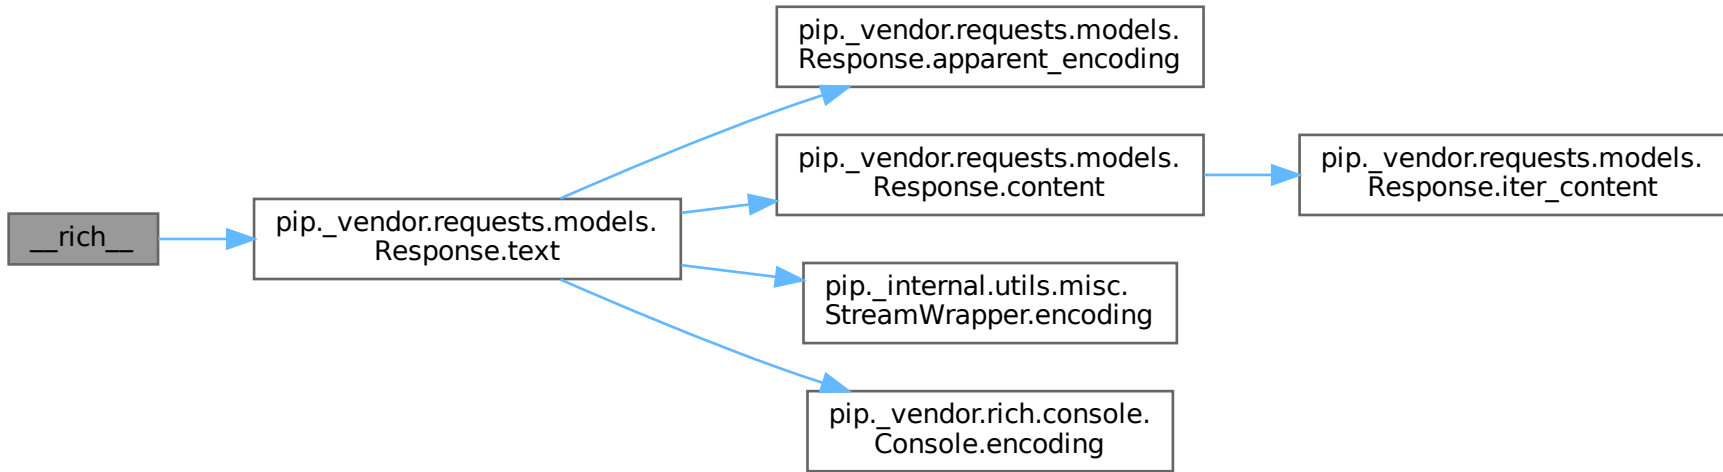 __rich__
pip._vendor.requests.models.
Response.text
pip._vendor.requests.models.
Response.apparent_encoding
pip._vendor.requests.models.
Response.content
pip._vendor.requests.models.
Response.iter_content
pip._internal.utils.misc.
StreamWrapper.encoding
pip._vendor.rich.console.
Console.encoding